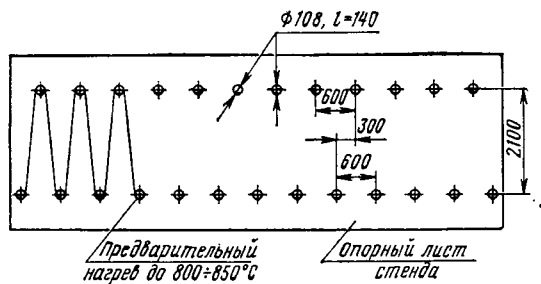 Ф108, l=140
600
300
600
2100
Предварительный
нагрев до 800÷850°С
Опорный лист
стенда